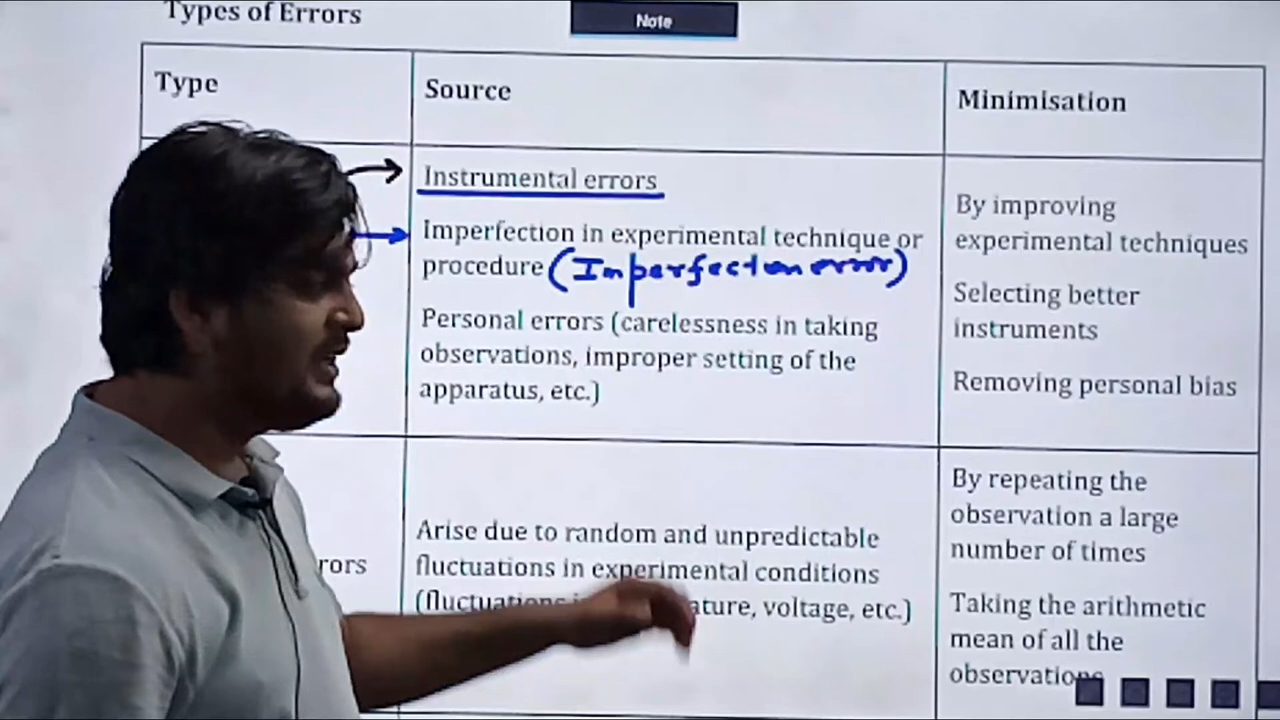 Types of Errors
Note
Type
Source
Minimisation
Instrumental errors
Imperfection in experimental technique or
procedure (Imperfection error)
Personal errors (carelessness in taking
observations, improper setting of the
apparatus, etc.)
By improving
experimental techniques
Selecting better
instruments
Removing personal bias
rors
Arise due to random and unpredictable
fluctuations in experimental conditions
(fluctuations ature, voltage, etc.)
By repeating the
observation a large
number of times
Taking the arithmetic
mean of all the
observations